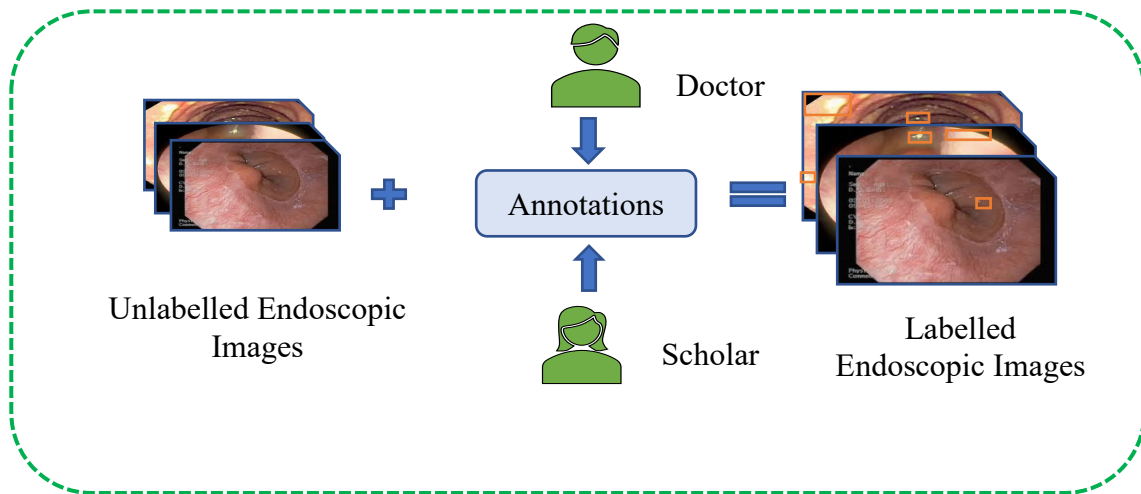 Doctor
Annotations
Unlabelled Endoscopic
Images
Scholar
Labelled
Endoscopic Images